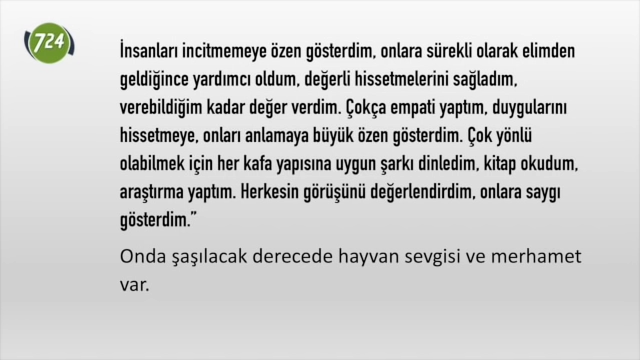 724
İnsanları incitmemeye özen gösterdim, onlara sürekli olarak elimden
geldiğince yardımcı oldum, değerli hissetmelerini sağladım,
verebildiğim kadar değer verdim. Çokça empati yaptım, duygularını
hissetmeye, onları anlamaya büyük özen gösterdim. Çok yönlü
olabilmek için her kafa yapısına uygun şarkı dinledim, kitap okudum,
araştırma yaptım. Herkesin görüşünü değerlendirdim, onlara saygı
gösterdim.”
Onda şaşılacak derecede hayvan sevgisi ve merhamet
var.